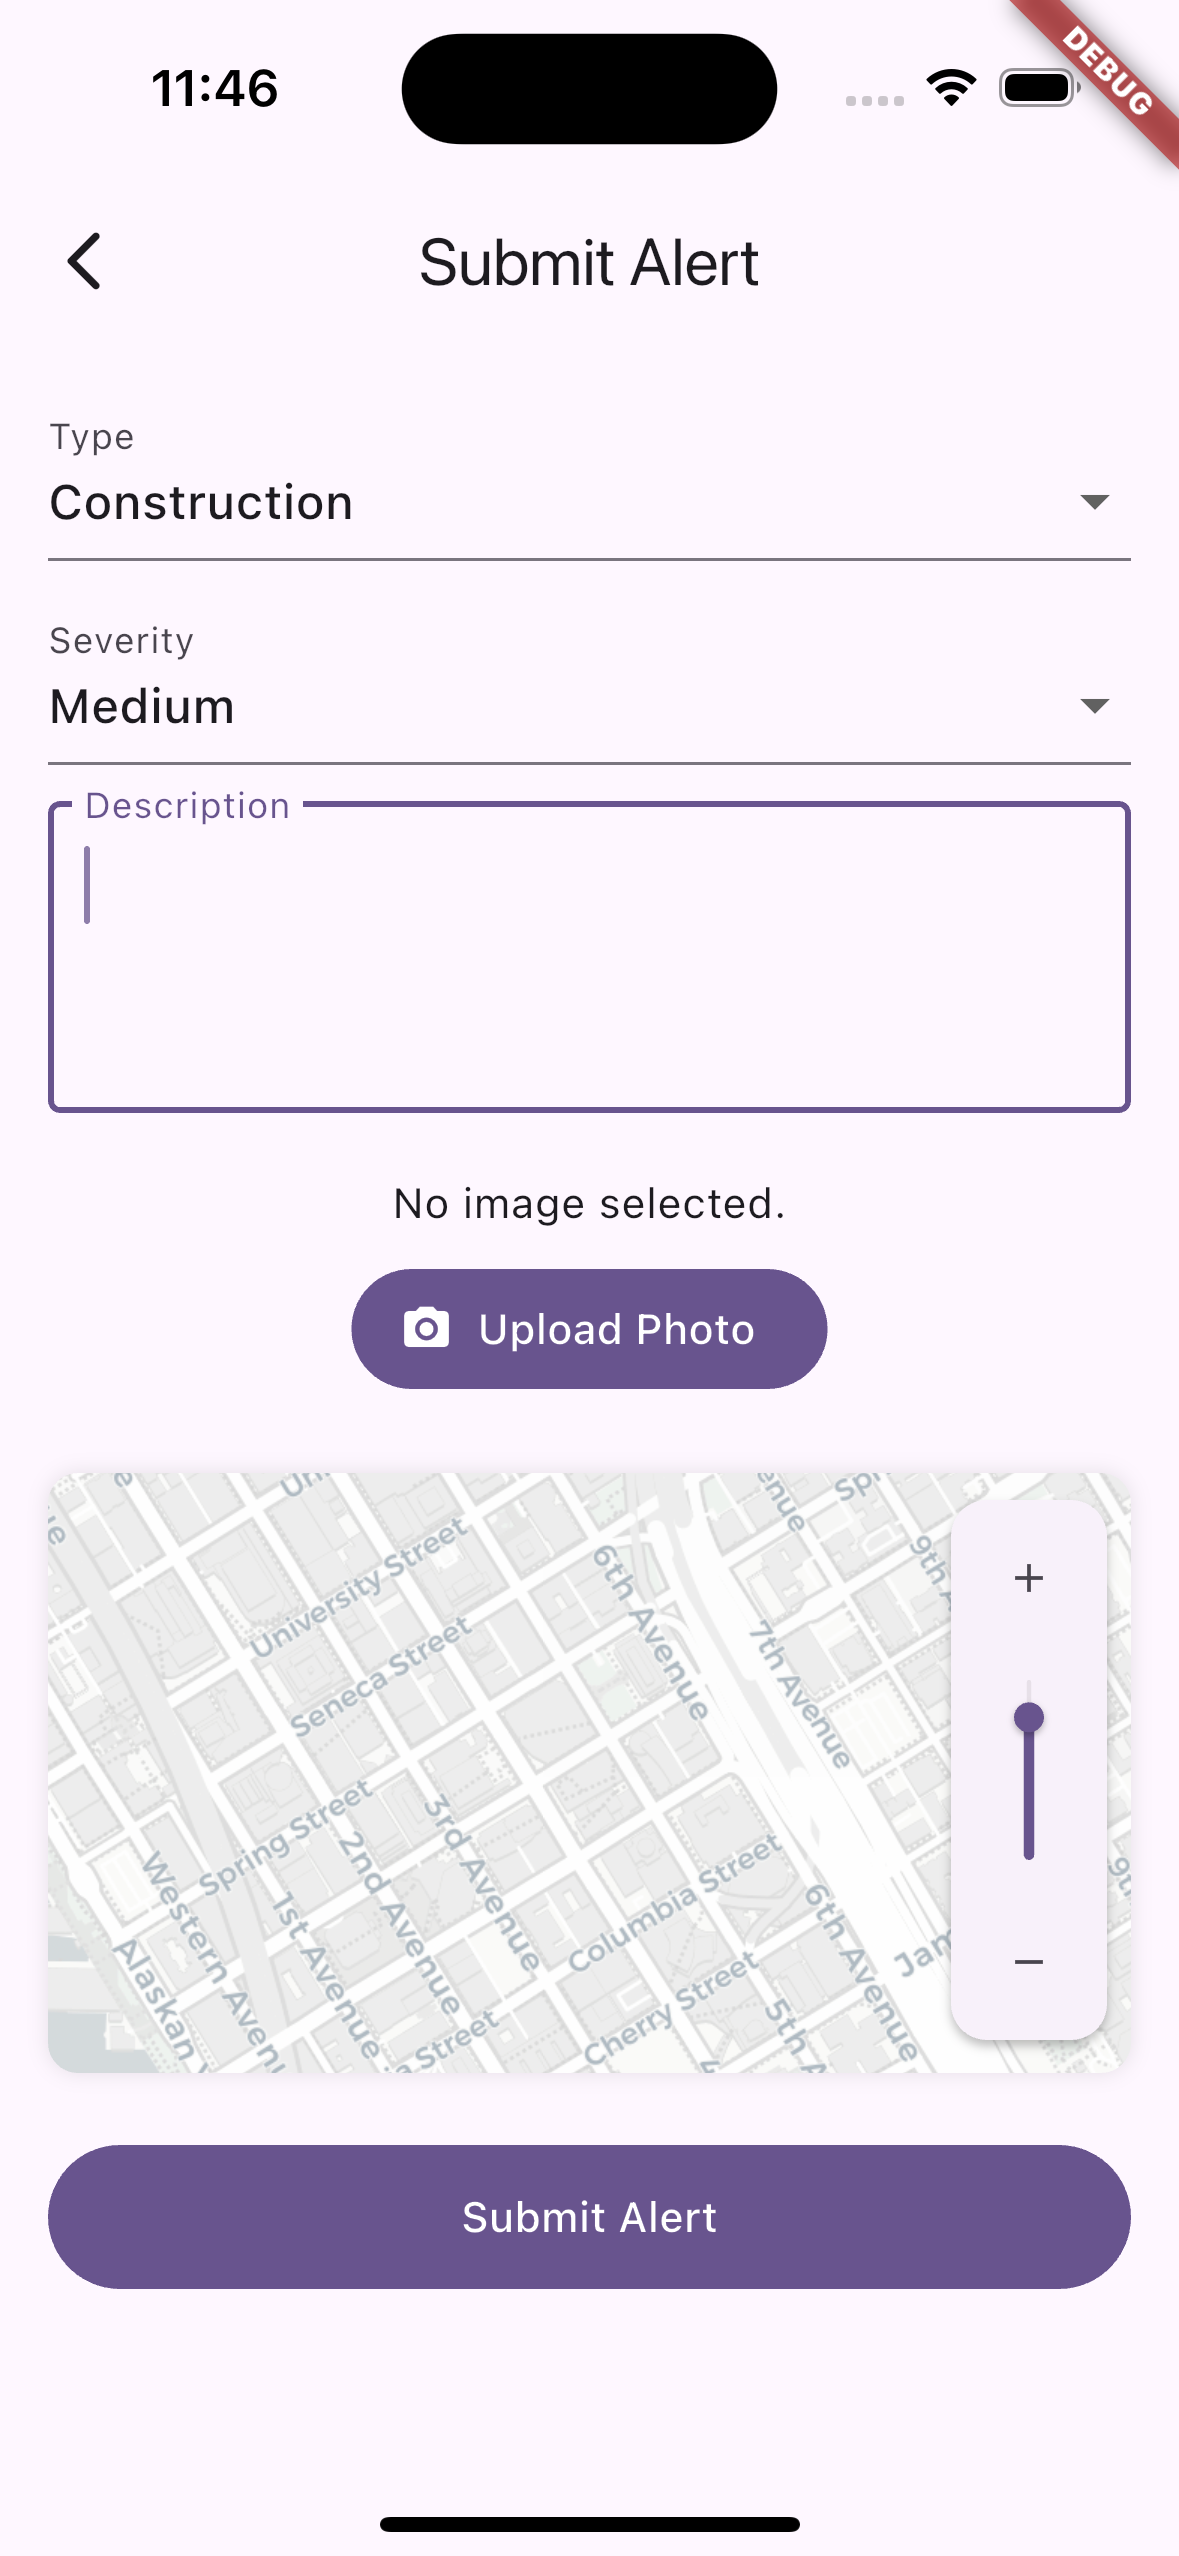 11:46
DEBUG
Submit Alert
Type
Construction
Severity
Medium
Description
No image selected.
Upload Photo
University Street
Seneca Street
Spring Street
Columbia Street
Cherry Street
Street
6th Avenue
7th Avenue
9th
3rd Avenue
2nd Avenue
1st Avenue
Western
Alaskan
6th Avenue
5th
+
−
Submit Alert